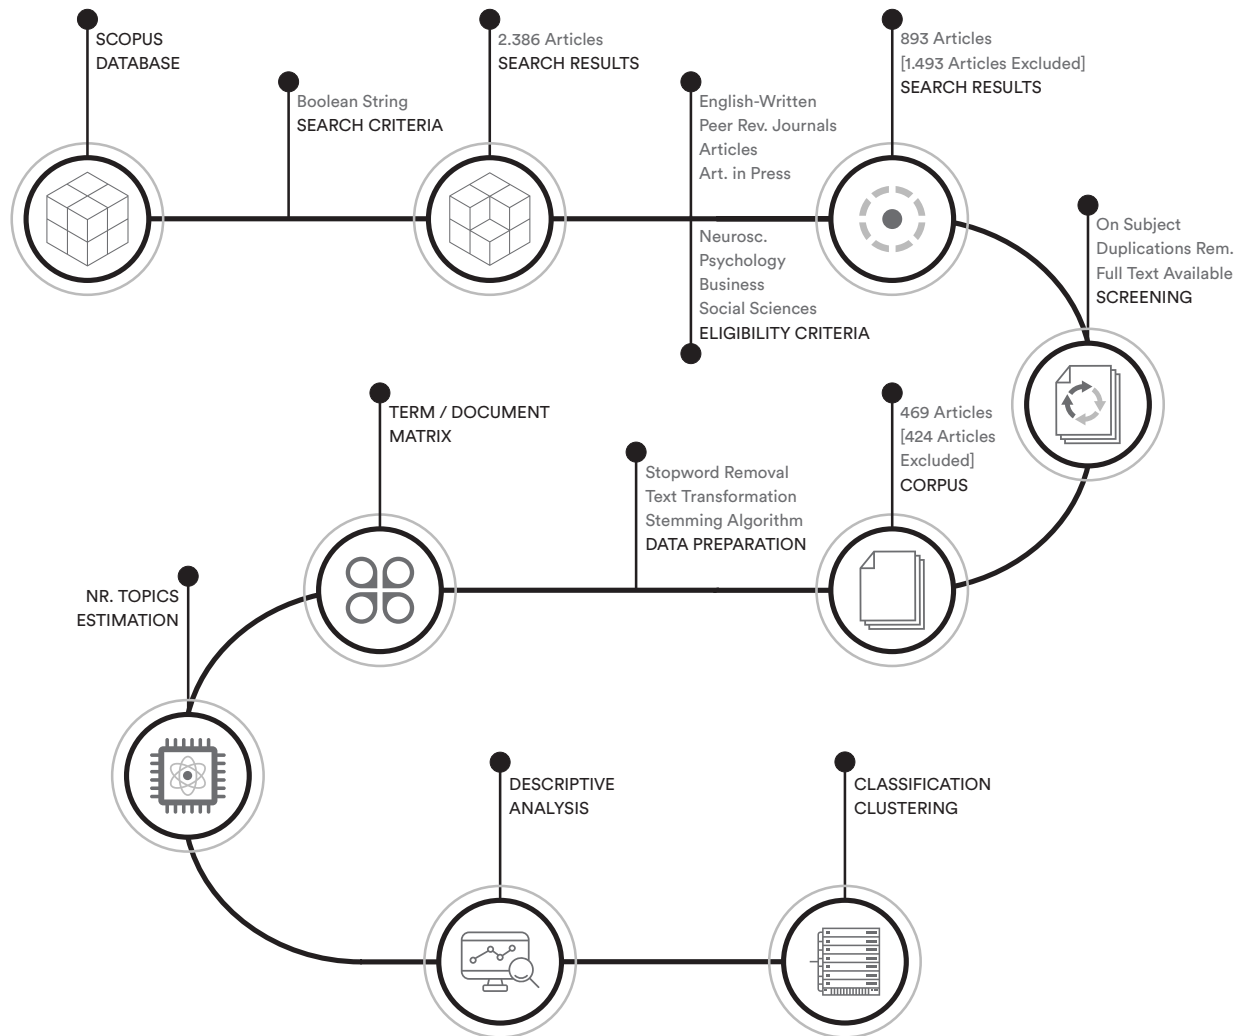 SCOPUS
DATABASE
Boolean String
SEARCH CRITERIA
2.386 Articles
SEARCH RESULTS
English-Written
Peer Rev. Journals
Articles
Art. in Press
Neurosc.
Psychology
Business
Social Sciences
ELIGIBILITY CRITERIA
893 Articles
[1.493 Articles Excluded]
SEARCH RESULTS
On Subject
Duplications Rem.
Full Text Available
SCREENING
469 Articles
[424 Articles
Excluded]
CORPUS
Stopword Removal
Text Transformation
Stemming Algorithm
DATA PREPARATION
TERM / DOCUMENT
MATRIX
NR. TOPICS
ESTIMATION
DESCRIPTIVE
ANALYSIS
CLASSIFICATION
CLUSTERING